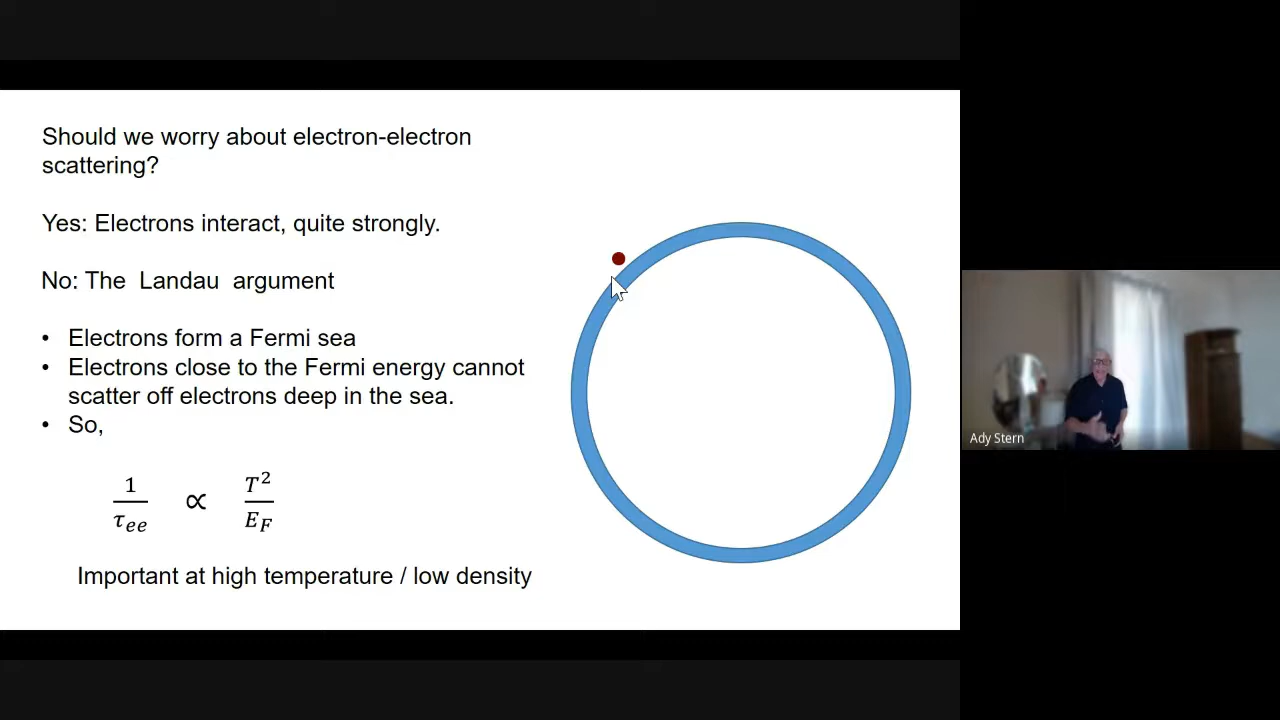 Should we worry about electron-electron
scattering?
Yes: Electrons interact, quite strongly.
No: The Landau argument
• Electrons form a Fermi sea
• Electrons close to the Fermi energy cannot
scatter off electrons deep in the sea.
• So,
1/τ_ee ∝ T²/E_F
Important at high temperature / low density
Ady Stern